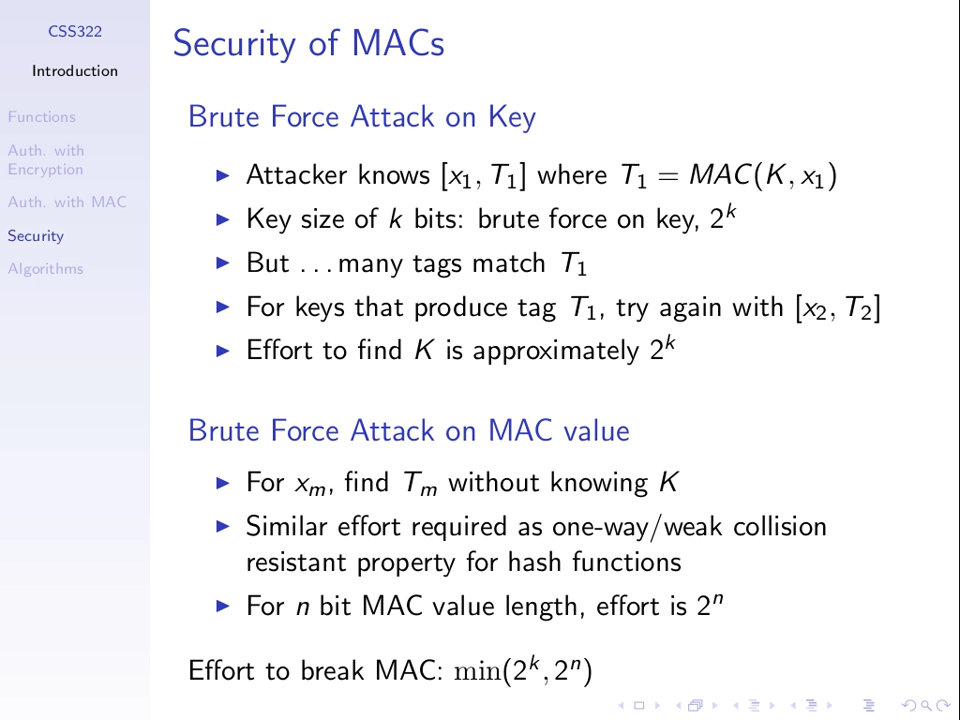 CSS322
Introduction
Functions
Auth. with
Encryption
Auth. with MAC
Security
Algorithms
Security of MACs
Brute Force Attack on Key
▶ Attacker knows [x₁, T₁] where T₁ = MAC(K, x₁)
▶ Key size of k bits: brute force on key, 2ᵏ
▶ But . . . many tags match T₁
▶ For keys that produce tag T₁, try again with [x₂, T₂]
▶ Effort to find K is approximately 2ᵏ
Brute Force Attack on MAC value
▶ For xₘ, find Tₘ without knowing K
▶ Similar effort required as one-way/weak collision
resistant property for hash functions
▶ For n bit MAC value length, effort is 2ⁿ
Effort to break MAC: min(2ᵏ, 2ⁿ)